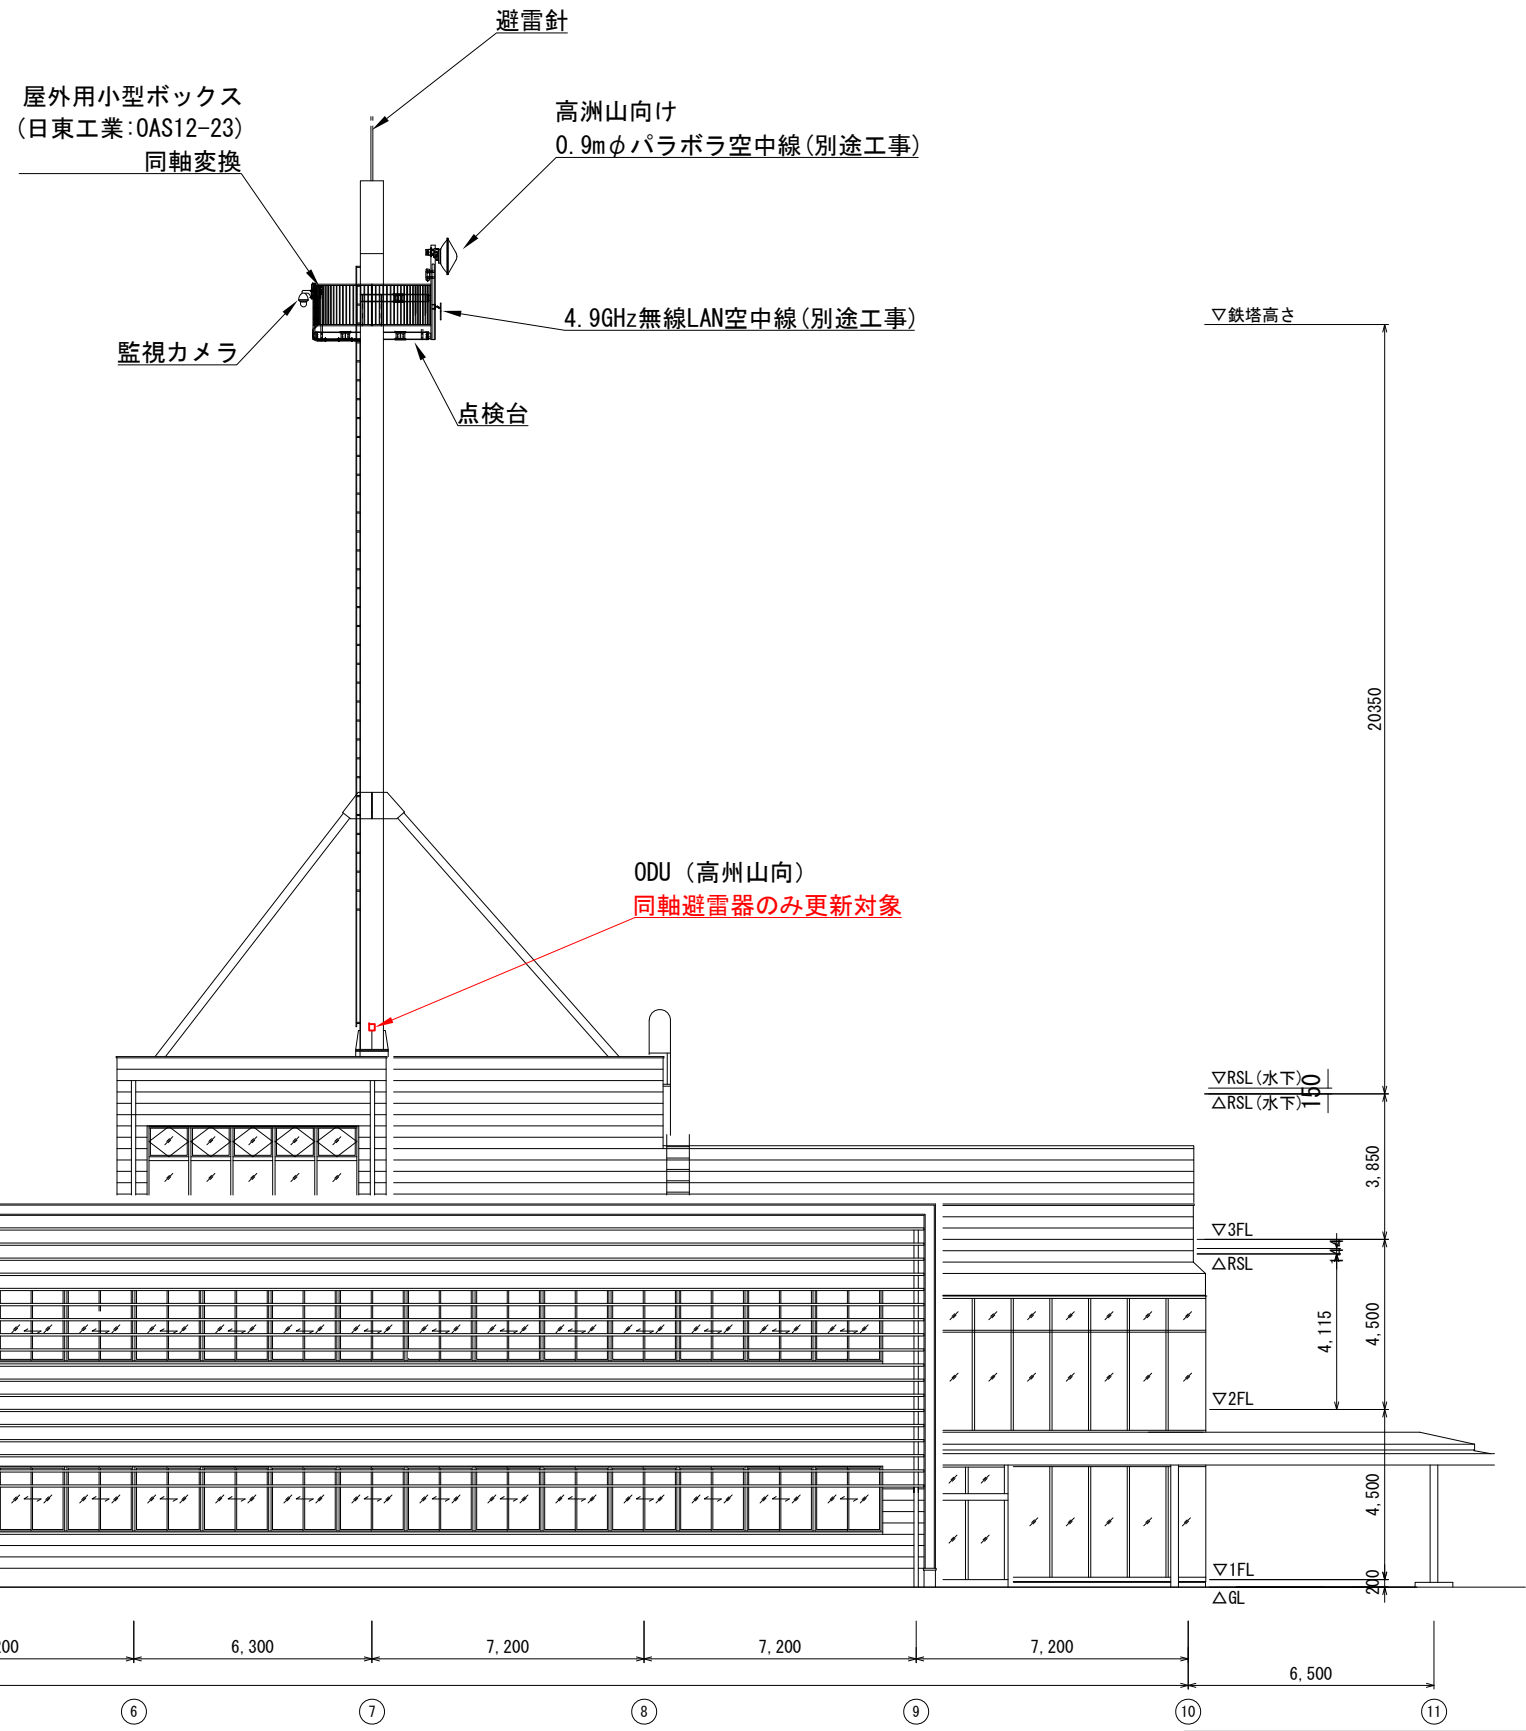 避雷針
屋外用小型ボックス
(日東工業:OAS12-23)
同軸変換
高洲山向け
0.9mφパラボラ空中線(別途工事)
4.9GHz無線LAN空中線(別途工事)
監視カメラ
点検台
▽鉄塔高さ
20350
ODU (高州山向)
同軸避雷器のみ更新対象
▽RSL(水下)
△RSL(水下)
150
3,850
▽3FL
△RSL
4,115
4,500
▽2FL
4,500
▽1FL
200
△GL
200
6,300
7,200
7,200
7,200
6,500
6
7
8
9
10
11